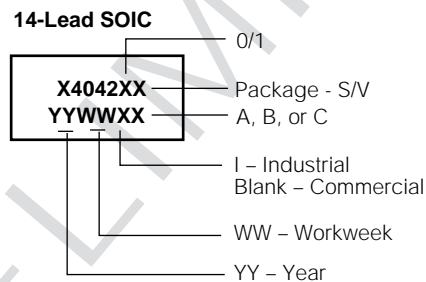 14-Lead SOIC
0/1
X4042XX
Package - S/V
YYWWXX
A, B, or C
I – Industrial
Blank – Commercial
WW – Workweek
YY – Year